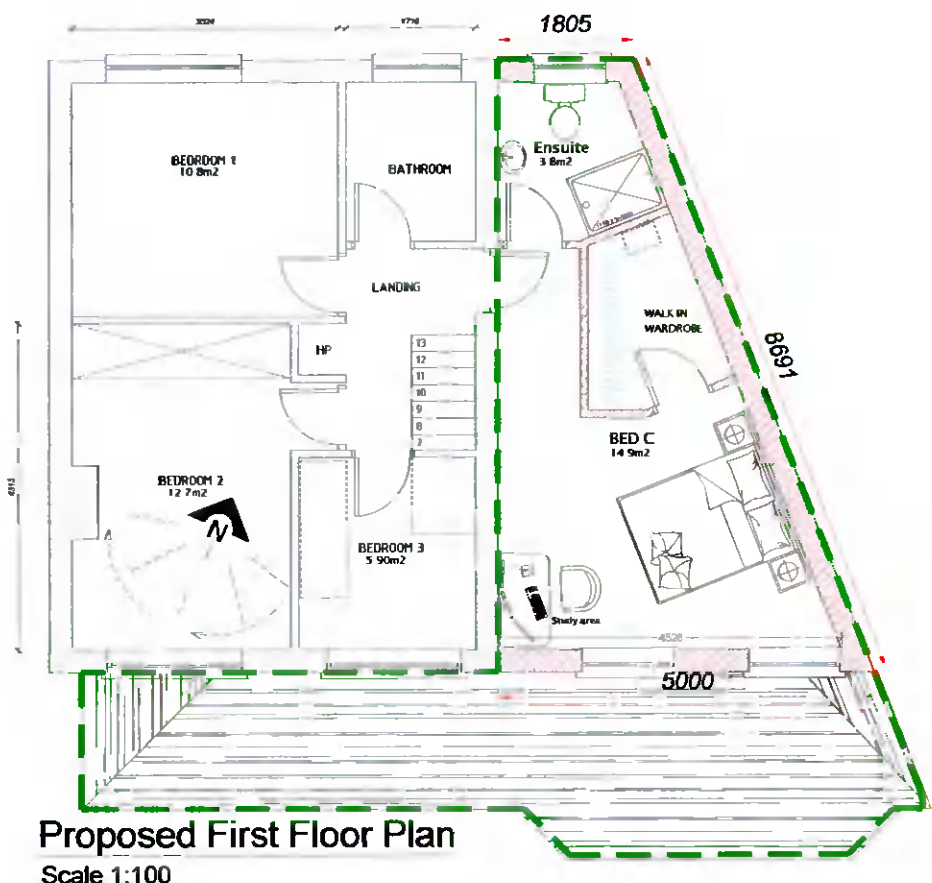 1805
BEDROOM 1
10 8m2
BATHROOM
Ensuite
3 8m2
LANDING
WALK IN
WARDROBE
HP
13
12
11
10
9
8
7
8691
BED C
14 9m2
BEDROOM 2
12 7m2
N
BEDROOM 3
5 90m2
Study area
4528
5000
Proposed First Floor Plan
Scale 1:100